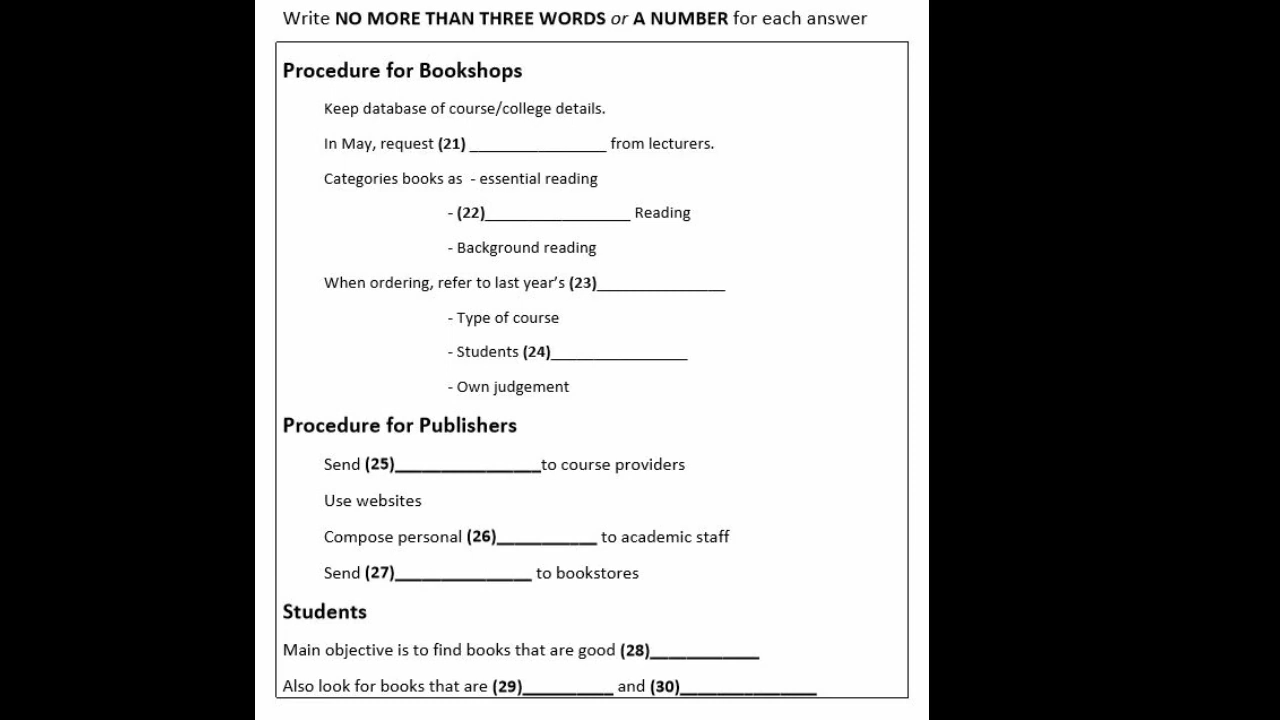 Write NO MORE THAN THREE WORDS or A NUMBER for each answer
Procedure for Bookshops
Keep database of course/college details.
In May, request (21) ________________ from lecturers.
Categories books as - essential reading
- (22)_________________ Reading
- Background reading
When ordering, refer to last year's (23)_______________
- Type of course
- Students (24)________________
- Own judgement
Procedure for Publishers
Send (25)________________to course providers
Use websites
Compose personal (26)___________ to academic staff
Send (27)_______________ to bookstores
Students
Main objective is to find books that are good (28)____________
Also look for books that are (29)__________ and (30)_______________